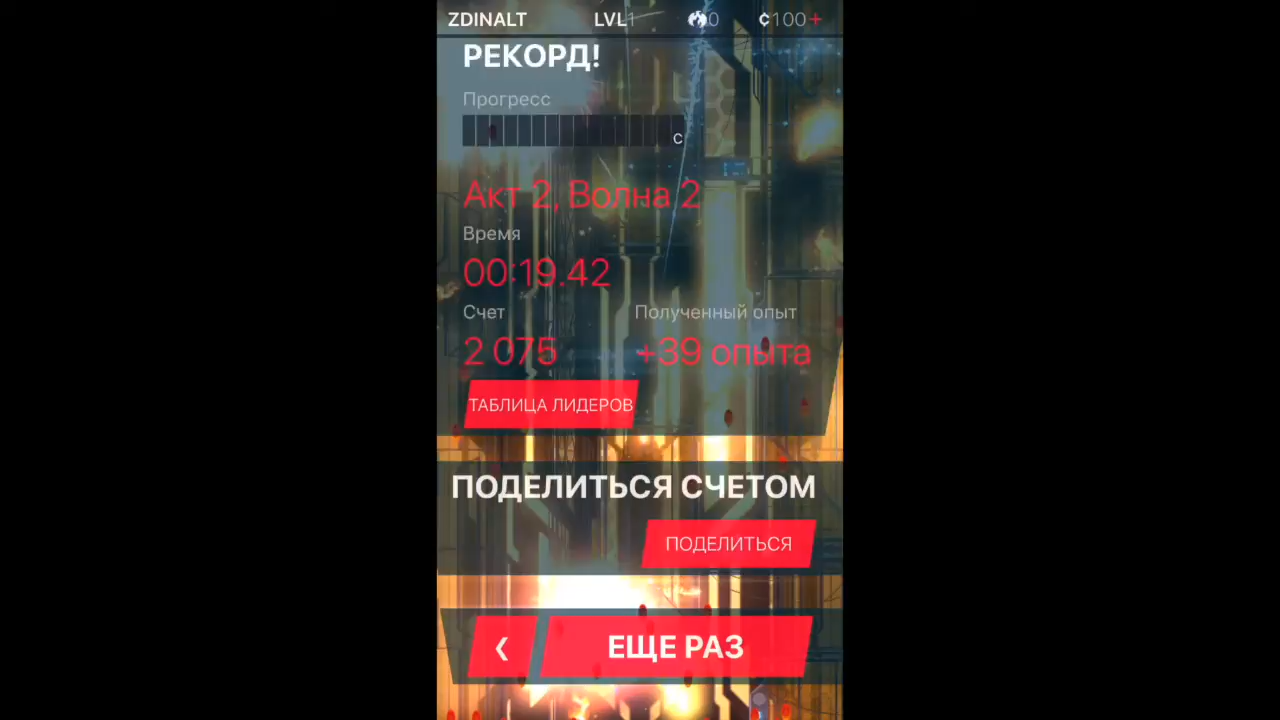 ZDINALT LVL1 0 ¢100+
РЕКОРД!
Прогресс
с
Акт 2, Волна 2
Время
00:19.42
Счет Полученный опыт
2 075 +39 опыта
ТАБЛИЦА ЛИДЕРОВ
ПОДЕЛИТЬСЯ СЧЕТОМ
ПОДЕЛИТЬСЯ
ЕЩЕ РАЗ